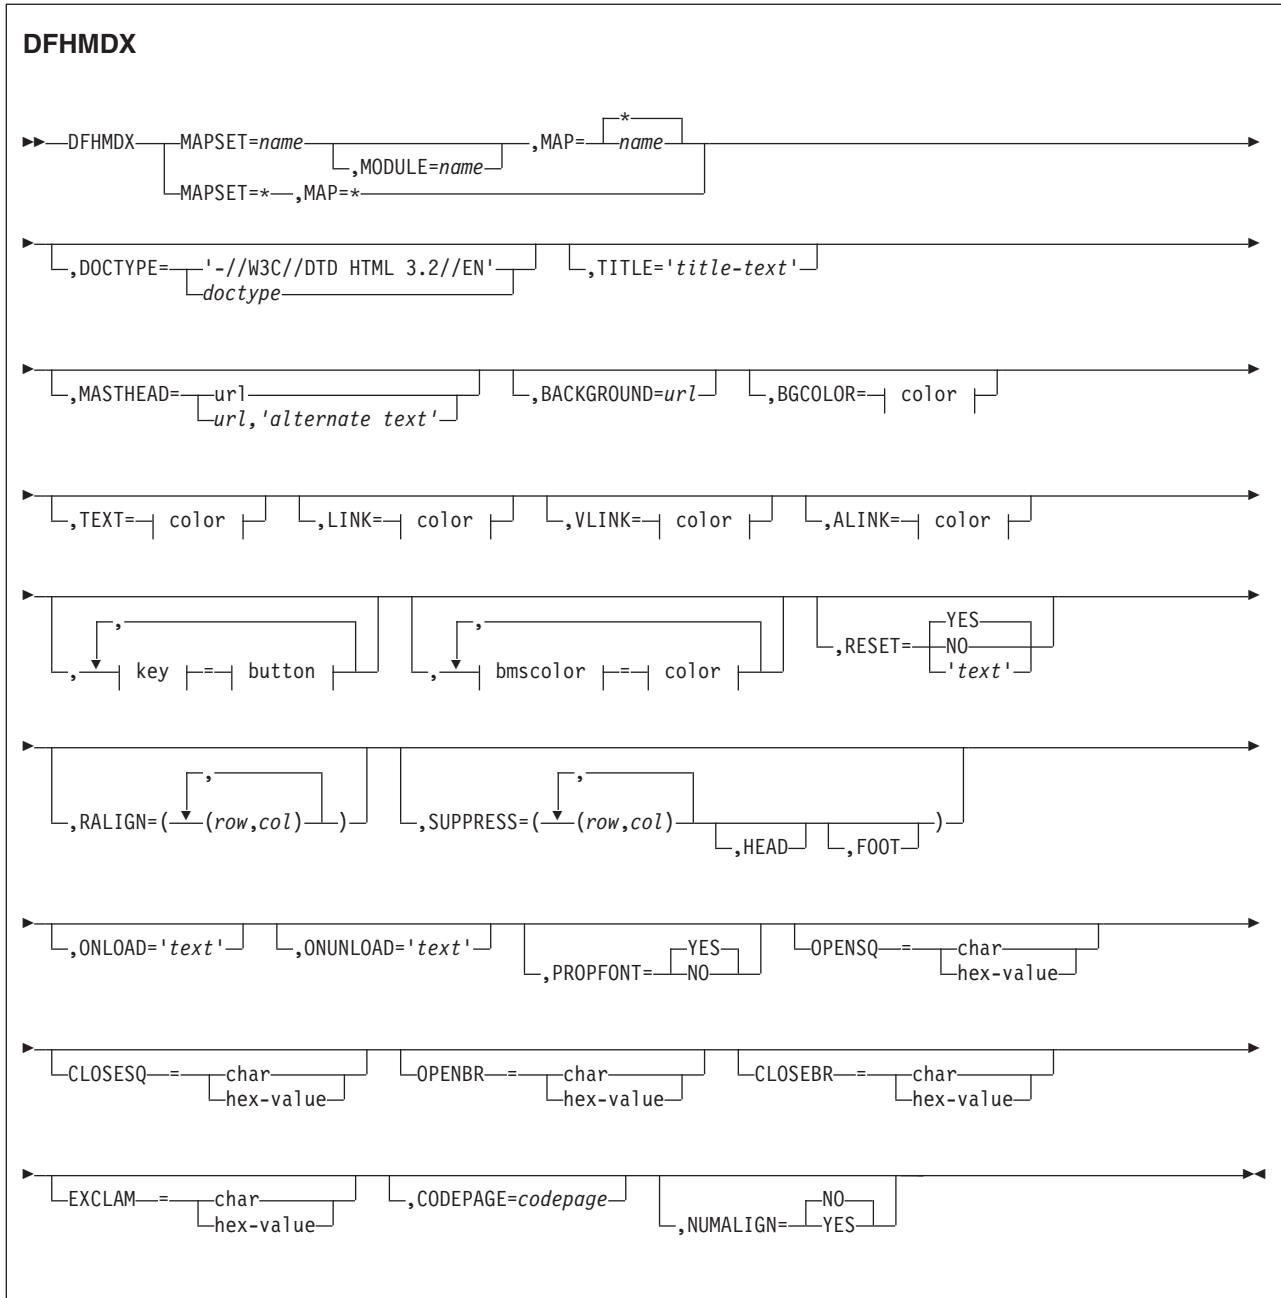 DFHMDX
*
DFHMDX MAPSET=name ,MAP= name
,MODULE=name
MAPSET=* ,MAP=*
,DOCTYPE= '-//W3C//DTD HTML 3.2//EN' ,TITLE='title-text'
doctype
,MASTHEAD= url ,BACKGROUND=url ,BGCOLOR= color
url,'alternate text'
,TEXT= color ,LINK= color ,VLINK= color ,ALINK= color
, , YES
,RESET= NO
, key = button , bmscolor = color 'text'
, ,
,RALIGN=( (row,col) ) ,SUPPRESS=( (row,col) )
,HEAD ,FOOT
,ONLOAD='text' ,ONUNLOAD='text' YES OPENSQ = char
,PROPFONT= NO hex-value
CLOSESQ = char OPENBR = char CLOSEBR = char
hex-value hex-value hex-value
EXCLAM = char ,CODEPAGE=codepage NO
hex-value ,NUMALIGN= YES